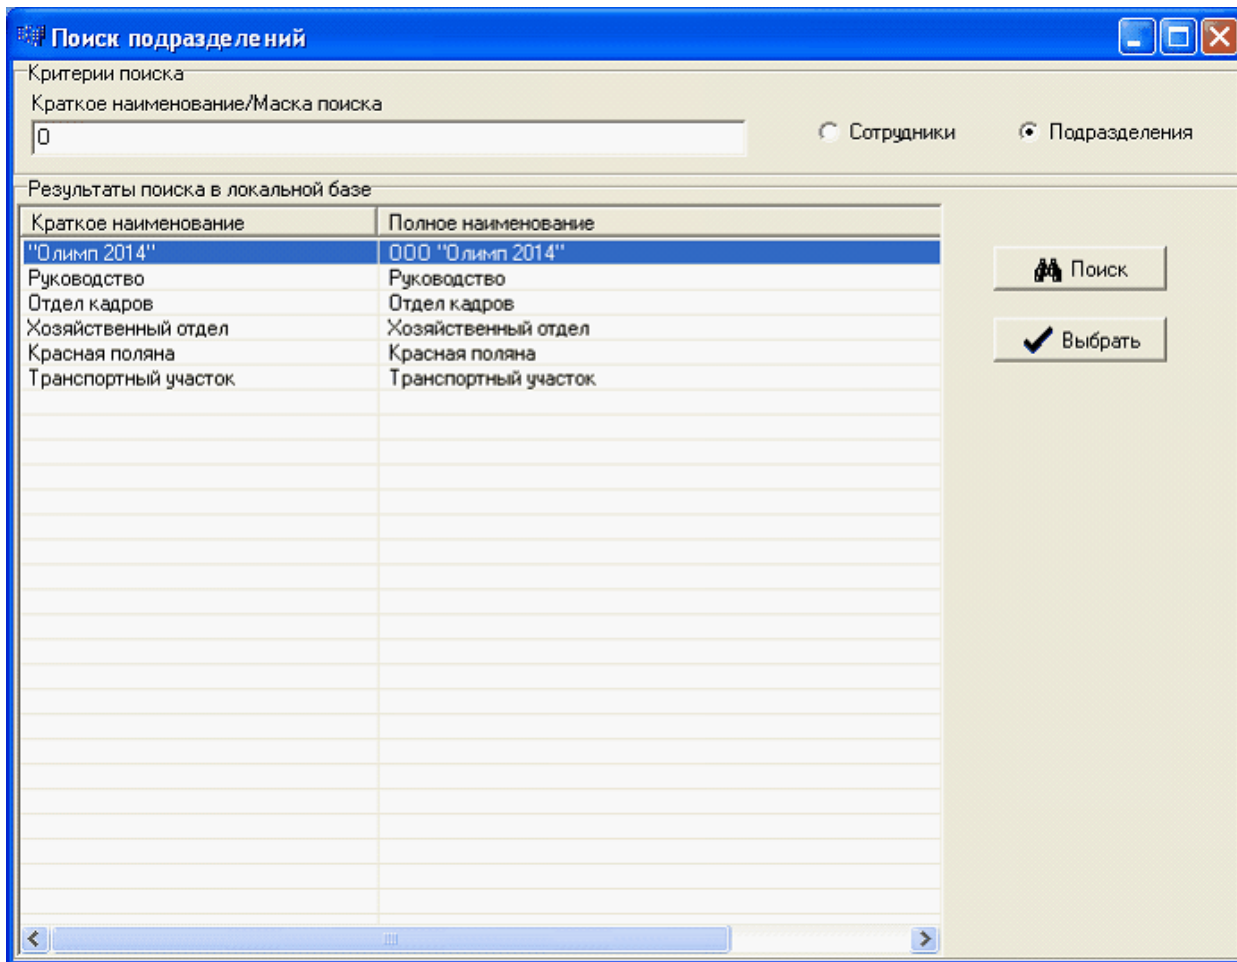 Поиск подразделений
Критерии поиска
Краткое наименование/Маска поиска
О Сотрудники Подразделения
Результаты поиска в локальной базе
Краткое наименование Полное наименование
"Олимп 2014" ООО "Олимп 2014"
Руководство Руководство
Отдел кадров Отдел кадров
Хозяйственный отдел Хозяйственный отдел
Красная поляна Красная поляна
Транспортный участок Транспортный участок
Поиск
Выбрать